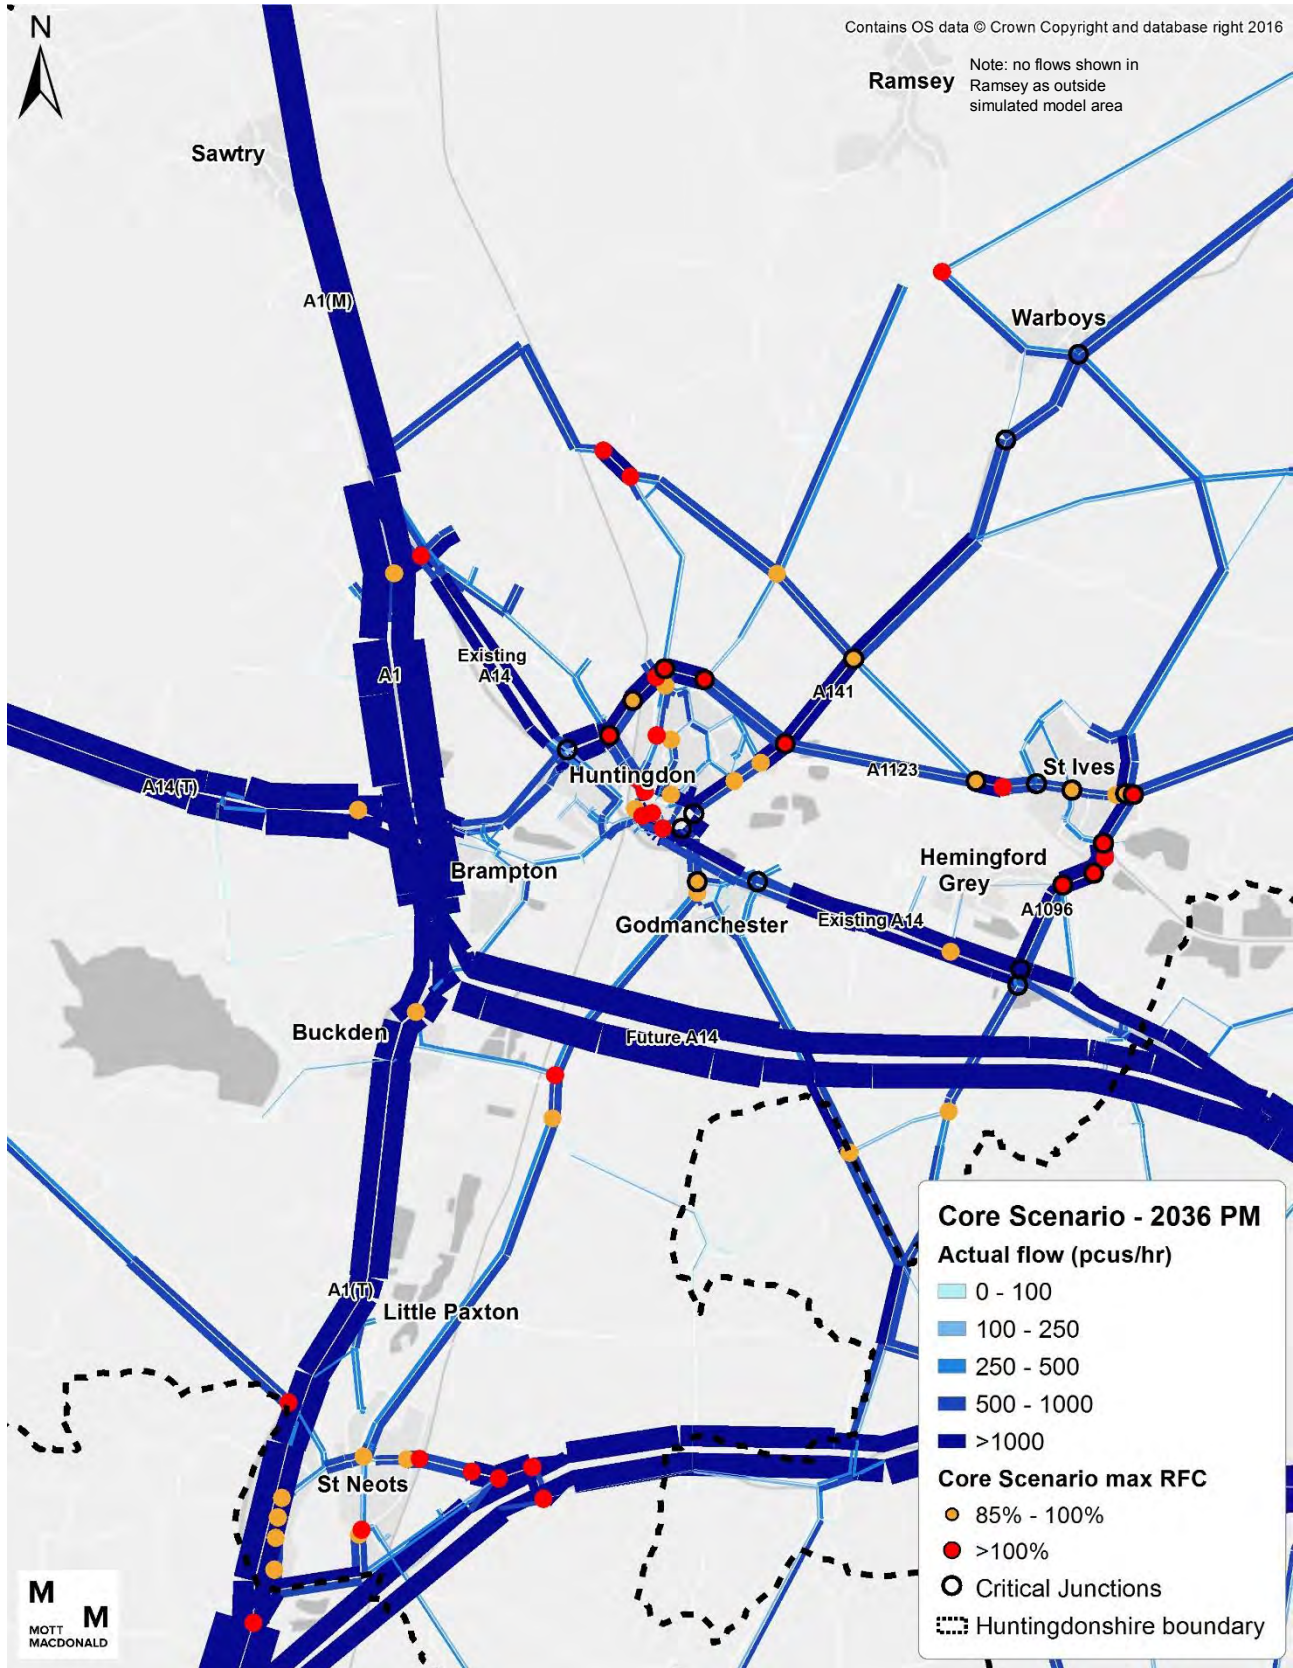 N
Contains OS data © Crown Copyright and database right 2016
Ramsey
Note: no flows shown in
Ramsey as outside
simulated model area
Sawtry
A1(M)
Warboys
Existing
A14
A1
A141
A14(T)
Huntingdon
A1123
St Ives
Brampton
Hemingford
Grey
A1096
Godmanchester
Existing A14
Buckden
Future A14
A1(T)
Little Paxton
St Neots
Core Scenario - 2036 PM
Actual flow (pcus/hr)
0 - 100
100 - 250
250 - 500
500 - 1000
>1000
Core Scenario max RFC
85% - 100%
>100%
Critical Junctions
Huntingdonshire boundary
M
M
MOTT
MACDONALD